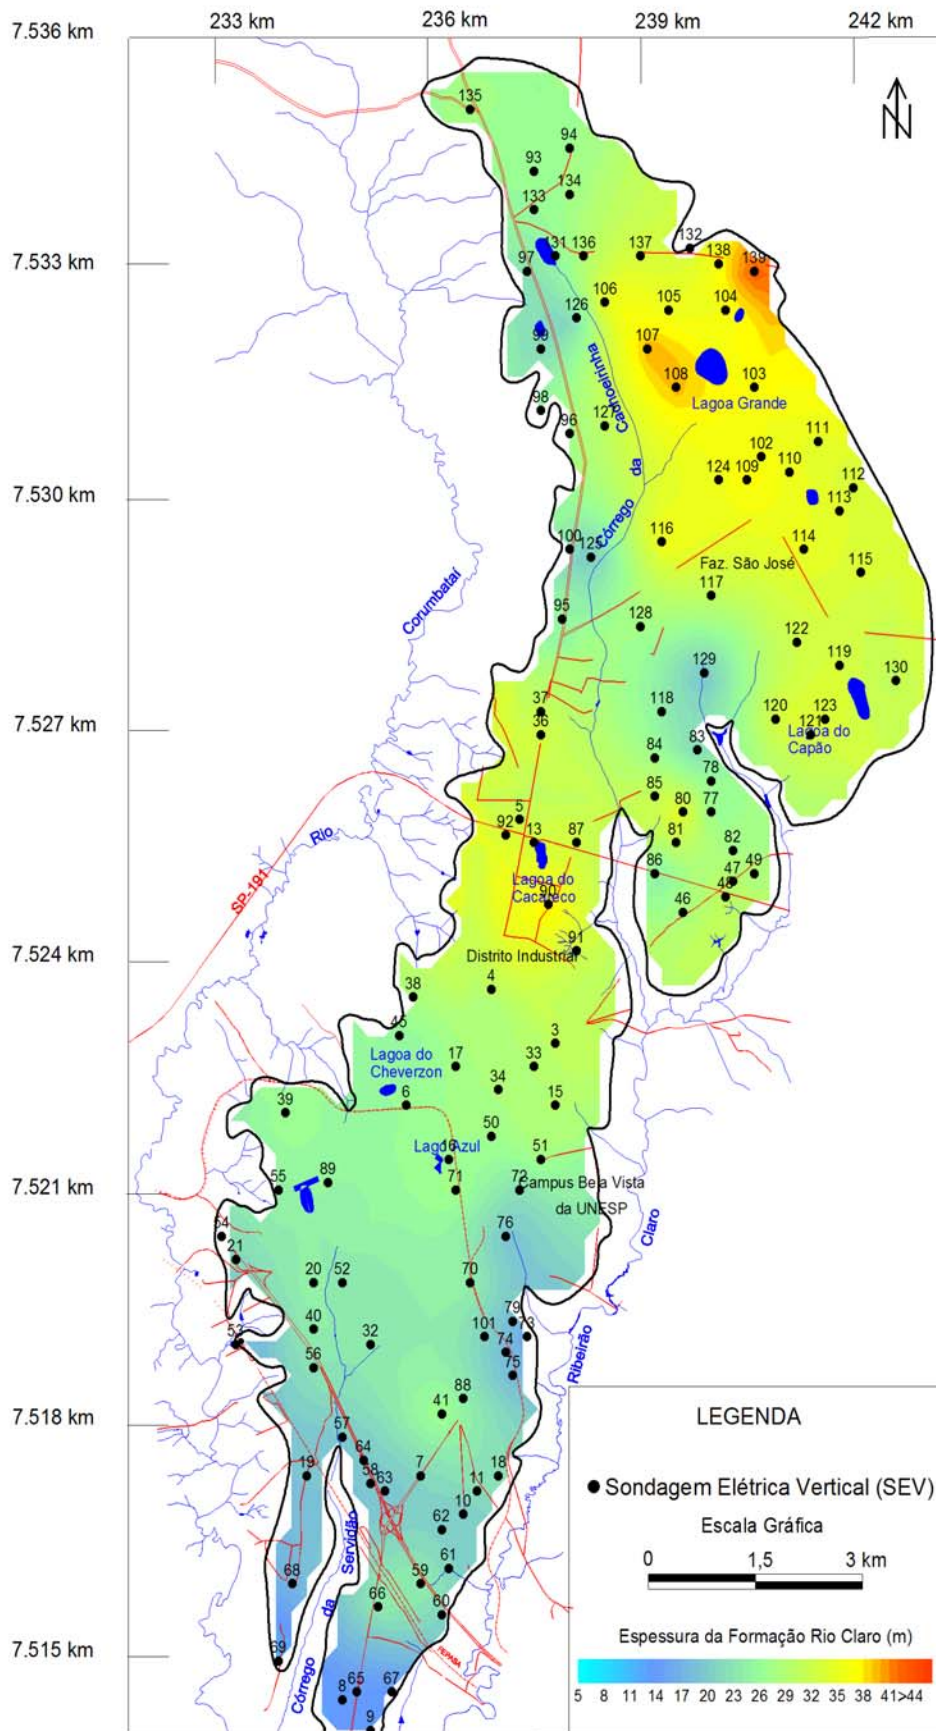 233 km
236 km
239 km
242 km
7.536 km
N
135
94
93
134
133
132
131
136
137
138
139
97
7.533 km
106
105
104
126
99
107
108
103
Lagoa Grande
98
96
127
Cachoeirinha
da
Córrego
111
102
110
124
109
112
113
7.530 km
116
100
125
114
Faz. São José
115
117
95
128
122
119
129
130
Corumbataí
37
36
118
120
123
121
Lagoa do
Capão
7.527 km
83
84
78
85
80
77
5
92
13
87
81
82
Rio
SP-191
Lagoa do
Cacareco
86
47
49
48
90
46
91
Distrito Industrial
7.524 km
4
38
45
3
Lagoa do
Cheverzon
17
33
34
6
15
39
50
Lago Azul
16
51
89
55
71
72
Campus Bela Vista
da UNESP
7.521 km
54
76
21
Claro
20
52
70
40
79
53
32
101
73
74
56
75
Ribeirão
88
41
7.518 km
57
64
19
58
63
7
18
11
10
62
Servidão
da
Córrego
61
59
68
66
60
FEPASA
69
7.515 km
8
65
67
9
LEGENDA
Sondagem Elétrica Vertical (SEV)
Escala Gráfica
0 1,5 3 km
Espessura da Formação Rio Claro (m)
5 8 11 14 17 20 23 26 29 32 35 38 41 >44